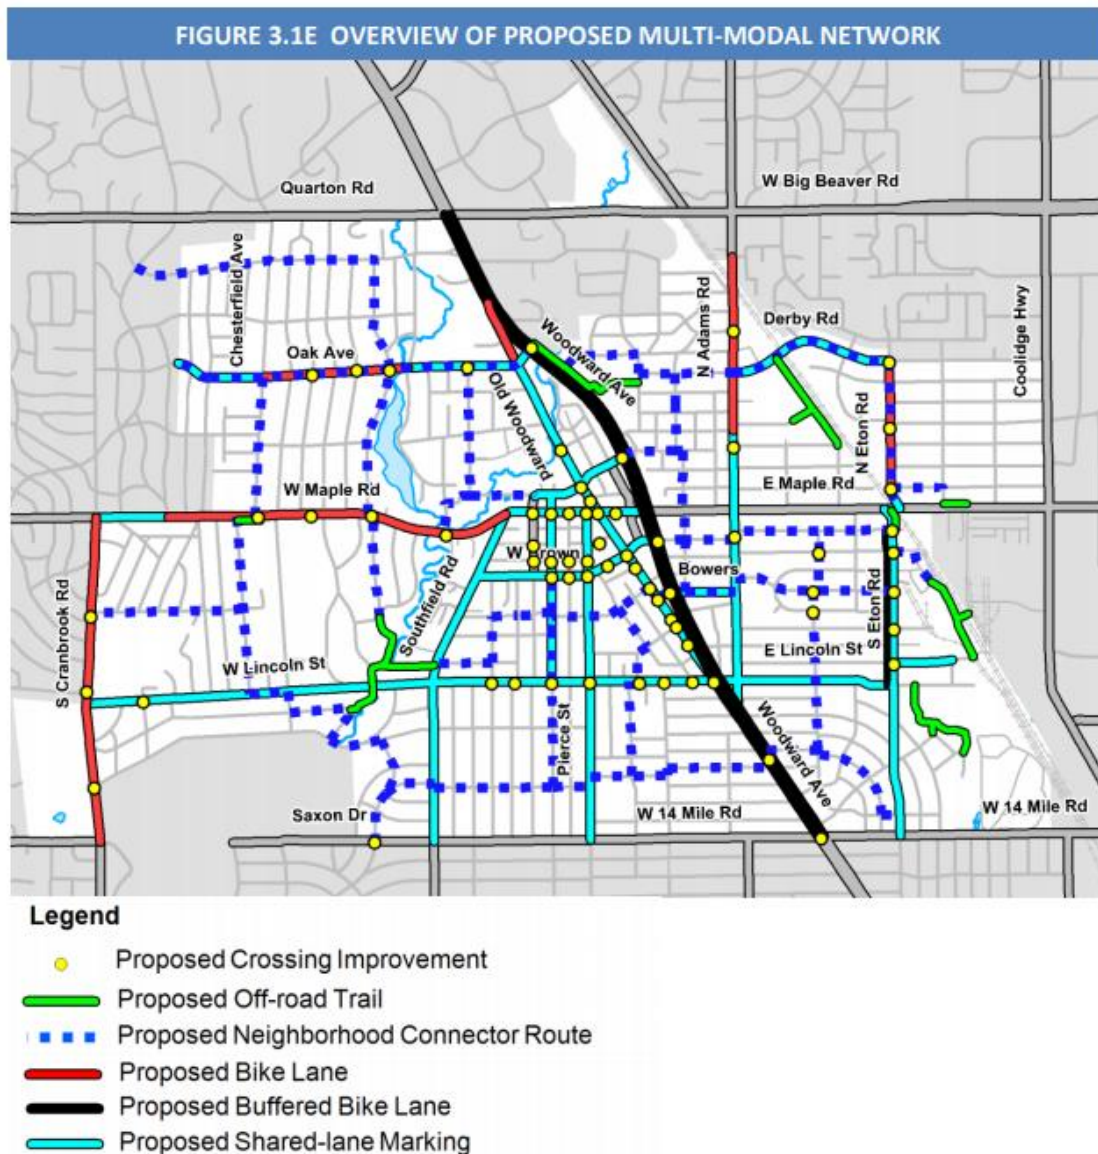 FIGURE 3.1E OVERVIEW OF PROPOSED MULTI-MODAL NETWORK
Quarton Rd
W Big Beaver Rd
Chesterfield Ave
Oak Ave
Woodward Ave
Old Woodward
N Adams Rd
Derby Rd
Coolidge Hwy
N Eton Rd
W Maple Rd
E Maple Rd
W Brown
Bowers
S Cranbrook Rd
Southfield Rd
W Lincoln St
E Lincoln St
S Eton Rd
Pierce St
Woodward Ave
Saxon Dr
W 14 Mile Rd
W 14 Mile Rd
Legend
Proposed Crossing Improvement
Proposed Off-road Trail
Proposed Neighborhood Connector Route
Proposed Bike Lane
Proposed Buffered Bike Lane
Proposed Shared-lane Marking